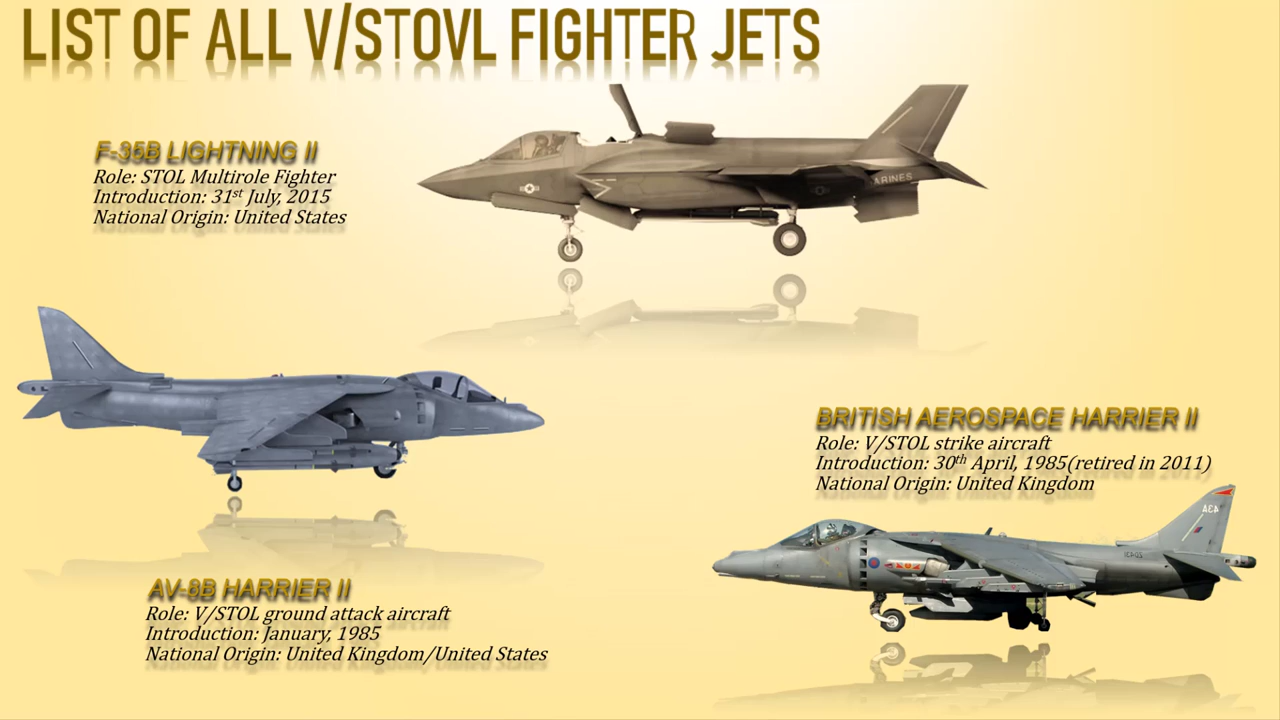 LIST OF ALL V/STOVL FIGHTER JETS
F-35B LIGHTNING II
Role: STOL Multirole Fighter
Introduction: 31st July, 2015
National Origin: United States
ARINES
BRITISH AEROSPACE HARRIER II
Role: V/STOL strike aircraft
Introduction: 30th April, 1985(retired in 2011)
National Origin: United Kingdom
AV-8B HARRIER II
Role: V/STOL ground attack aircraft
Introduction: January, 1985
National Origin: United Kingdom/United States